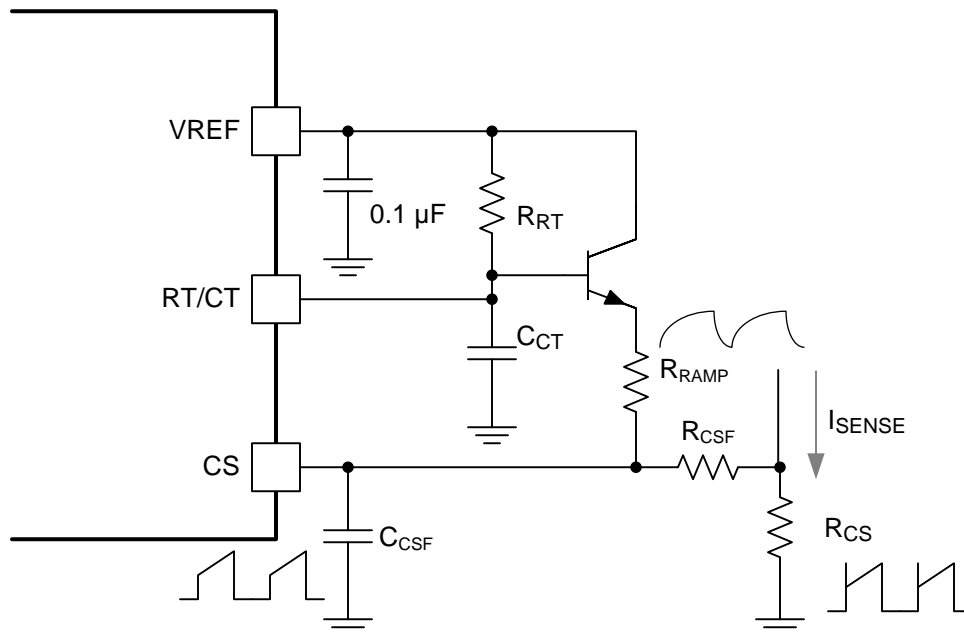 VREF
0.1 µF
RRT
RT/CT
CCT
RRAMP
ISENSE
RCSF
CS
CCSF
RCS